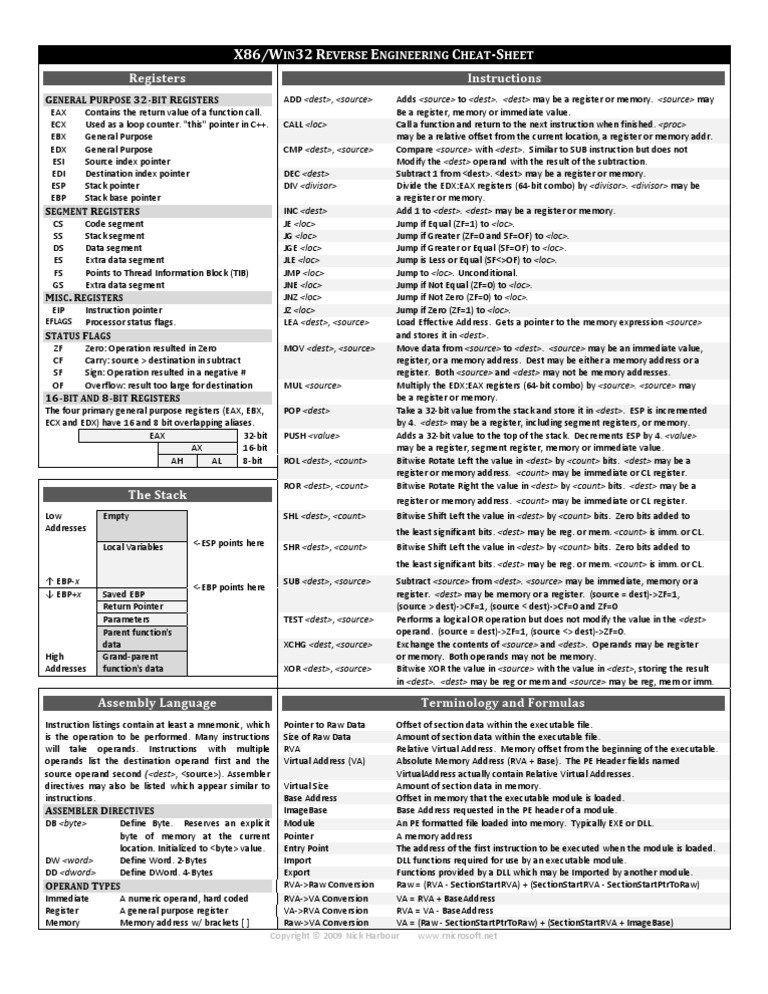 X86/WIN32 REVERSE ENGINEERING CHEAT-SHEET
Registers
GENERAL PURPOSE 32-BIT REGISTERS
EAX Contains the return value of a function call.
ECX Used as a loop counter. "this" pointer in C++.
EBX General Purpose
EDX General Purpose
ESI Source index pointer
EDI Destination index pointer
ESP Stack pointer
EBP Stack base pointer
SEGMENT REGISTERS
CS Code segment
SS Stack segment
DS Data segment
ES Extra data segment
FS Points to Thread Information Block (TIB)
GS Extra data segment
MISC. REGISTERS
EIP Instruction pointer
EFLAGS Processor status flags.
STATUS FLAGS
ZF Zero: Operation resulted in Zero
CF Carry: source > destination in subtract
SF Sign: Operation resulted in a negative #
OF Overflow: result too large for destination
16-BIT AND 8-BIT REGISTERS
The four primary general purpose registers (EAX, EBX,
ECX and EDX) have 16 and 8 bit overlapping aliases.
EAX 32-bit
AX 16-bit
AH AL 8-bit
The Stack
Low Empty
Addresses
<-ESP points here
Local Variables
<-EBP points here
↑ EBP-x
↓ EBP+x Saved EBP
Return Pointer
Parameters
Parent function's
data
High Grand-parent
Addresses function's data
Instructions
ADD <dest>, <source> Adds <source> to <dest>. <dest> may be a register or memory. <source> may
Be a register, memory or immediate value.
CALL <loc> Call a function and return to the next instruction when finished. <proc>
may be a relative offset from the current location, a register or memory addr.
CMP <dest>, <source> Compare <source> with <dest>. Similar to SUB instruction but does not
Modify the <dest> operand with the result of the subtraction.
DEC <dest> Subtract 1 from <dest>. <dest> may be a register or memory.
DIV <divisor> Divide the EDX:EAX registers (64-bit combo) by <divisor>. <divisor> may be
a register or memory.
INC <dest> Add 1 to <dest>. <dest> may be a register or memory.
JE <loc> Jump if Equal (ZF=1) to <loc>.
JG <loc> Jump if Greater (ZF=0 and SF=OF) to <loc>.
JGE <loc> Jump if Greater or Equal (SF=OF) to <loc>.
JLE <loc> Jump is Less or Equal (SF<>OF) to <loc>.
JMP <loc> Jump to <loc>. Unconditional.
JNE <loc> Jump if Not Equal (ZF=0) to <loc>.
JNZ <loc> Jump if Not Zero (ZF=0) to <loc>.
JZ <loc> Jump if Zero (ZF=1) to <loc>.
LEA <dest>, <source> Load Effective Address. Gets a pointer to the memory expression <source>
and stores it in <dest>.
MOV <dest>, <source> Move data from <source> to <dest>. <source> may be an immediate value,
register, or a memory address. Dest may be either a memory address or a
register. Both <source> and <dest> may not be memory addresses.
MUL <source> Multiply the EDX:EAX registers (64-bit combo) by <source>. <source> may
be a register or memory.
POP <dest> Take a 32-bit value from the stack and store it in <dest>. ESP is incremented
by 4. <dest> may be a register, including segment registers, or memory.
PUSH <value> Adds a 32-bit value to the top of the stack. Decrements ESP by 4. <value>
may be a register, segment register, memory or immediate value.
ROL <dest>, <count> Bitwise Rotate Left the value in <dest> by <count> bits. <dest> may be a
register or memory address. <count> may be immediate or CL register.
ROR <dest>, <count> Bitwise Rotate Right the value in <dest> by <count> bits. <dest> may be a
register or memory address. <count> may be immediate or CL register.
SHL <dest>, <count> Bitwise Shift Left the value in <dest> by <count> bits. Zero bits added to
the least significant bits. <dest> may be reg. or mem. <count> is imm. or CL.
SHR <dest>, <count> Bitwise Shift Left the value in <dest> by <count> bits. Zero bits added to
the least significant bits. <dest> may be reg. or mem. <count> is imm. or CL.
SUB <dest>, <source> Subtract <source> from <dest>. <source> may be immediate, memory or a
register. <dest> may be memory or a register. (source = dest)->ZF=1,
(source > dest)->CF=1, (source < dest)->CF=0 and ZF=0
TEST <dest>, <source> Performs a logical OR operation but does not modify the value in the <dest>
operand. (source = dest)->ZF=1, (source <> dest)->ZF=0.
XCHG <dest, <source> Exchange the contents of <source> and <dest>. Operands may be register
or memory. Both operands may not be memory.
XOR <dest>, <source> Bitwise XOR the value in <source> with the value in <dest>, storing the result
in <dest>. <dest> may be reg or mem and <source> may be reg, mem or imm.
Assembly Language
Instruction listings contain at least a mnemonic, which
is the operation to be performed. Many instructions
will take operands. Instructions with multiple
operands list the destination operand first and the
source operand second (<dest>, <source>). Assembler
directives may also be listed which appear similar to
instructions.
ASSEMBLER DIRECTIVES
DB <byte> Define Byte. Reserves an explicit
byte of memory at the current
location. Initialized to <byte> value.
DW <word> Define Word. 2-Bytes
DD <dword> Define DWord. 4-Bytes
OPERAND TYPES
Immediate A numeric operand, hard coded
Register A general purpose register
Memory Memory address w/ brackets [ ]
Terminology and Formulas
Pointer to Raw Data Offset of section data within the executable file.
Size of Raw Data Amount of section data within the executable file.
RVA Relative Virtual Address. Memory offset from the beginning of the executable.
Virtual Address (VA) Absolute Memory Address (RVA + Base). The PE Header fields named
VirtualAddress actually contain Relative Virtual Addresses.
Virtual Size Amount of section data in memory.
Base Address Offset in memory that the executable module is loaded.
ImageBase Base Address requested in the PE header of a module.
Module An PE formatted file loaded into memory. Typically EXE or DLL.
Pointer A memory address
Entry Point The address of the first instruction to be executed when the module is loaded.
Import DLL functions required for use by an executable module.
Export Functions provided by a DLL which may be Imported by another module.
RVA->Raw Conversion Raw = (RVA - SectionStartRVA) + (SectionStartRVA - SectionStartPtrToRaw)
RVA->VA Conversion VA = RVA + BaseAddress
VA->RVA Conversion RVA = VA - BaseAddress
Raw->VA Conversion VA = (Raw - SectionStartPtrToRaw) + (SectionStartRVA + ImageBase)
Copyright © 2009 Nick Harbour www.rnicrosoft.net